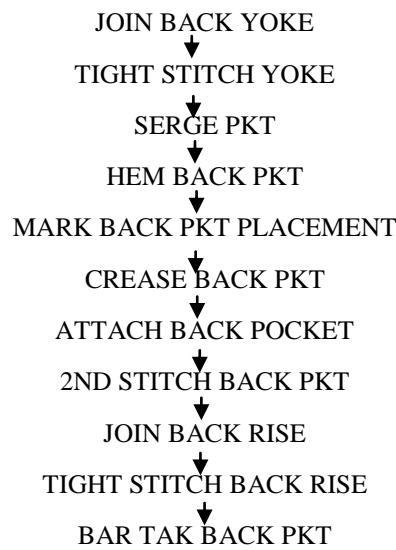 JOIN BACK YOKE
TIGHT STITCH YOKE
SERGE PKT
HEM BACK PKT
MARK BACK PKT PLACEMENT
CREASE BACK PKT
ATTACH BACK POCKET
2ND STITCH BACK PKT
JOIN BACK RISE
TIGHT STITCH BACK RISE
BAR TAK BACK PKT